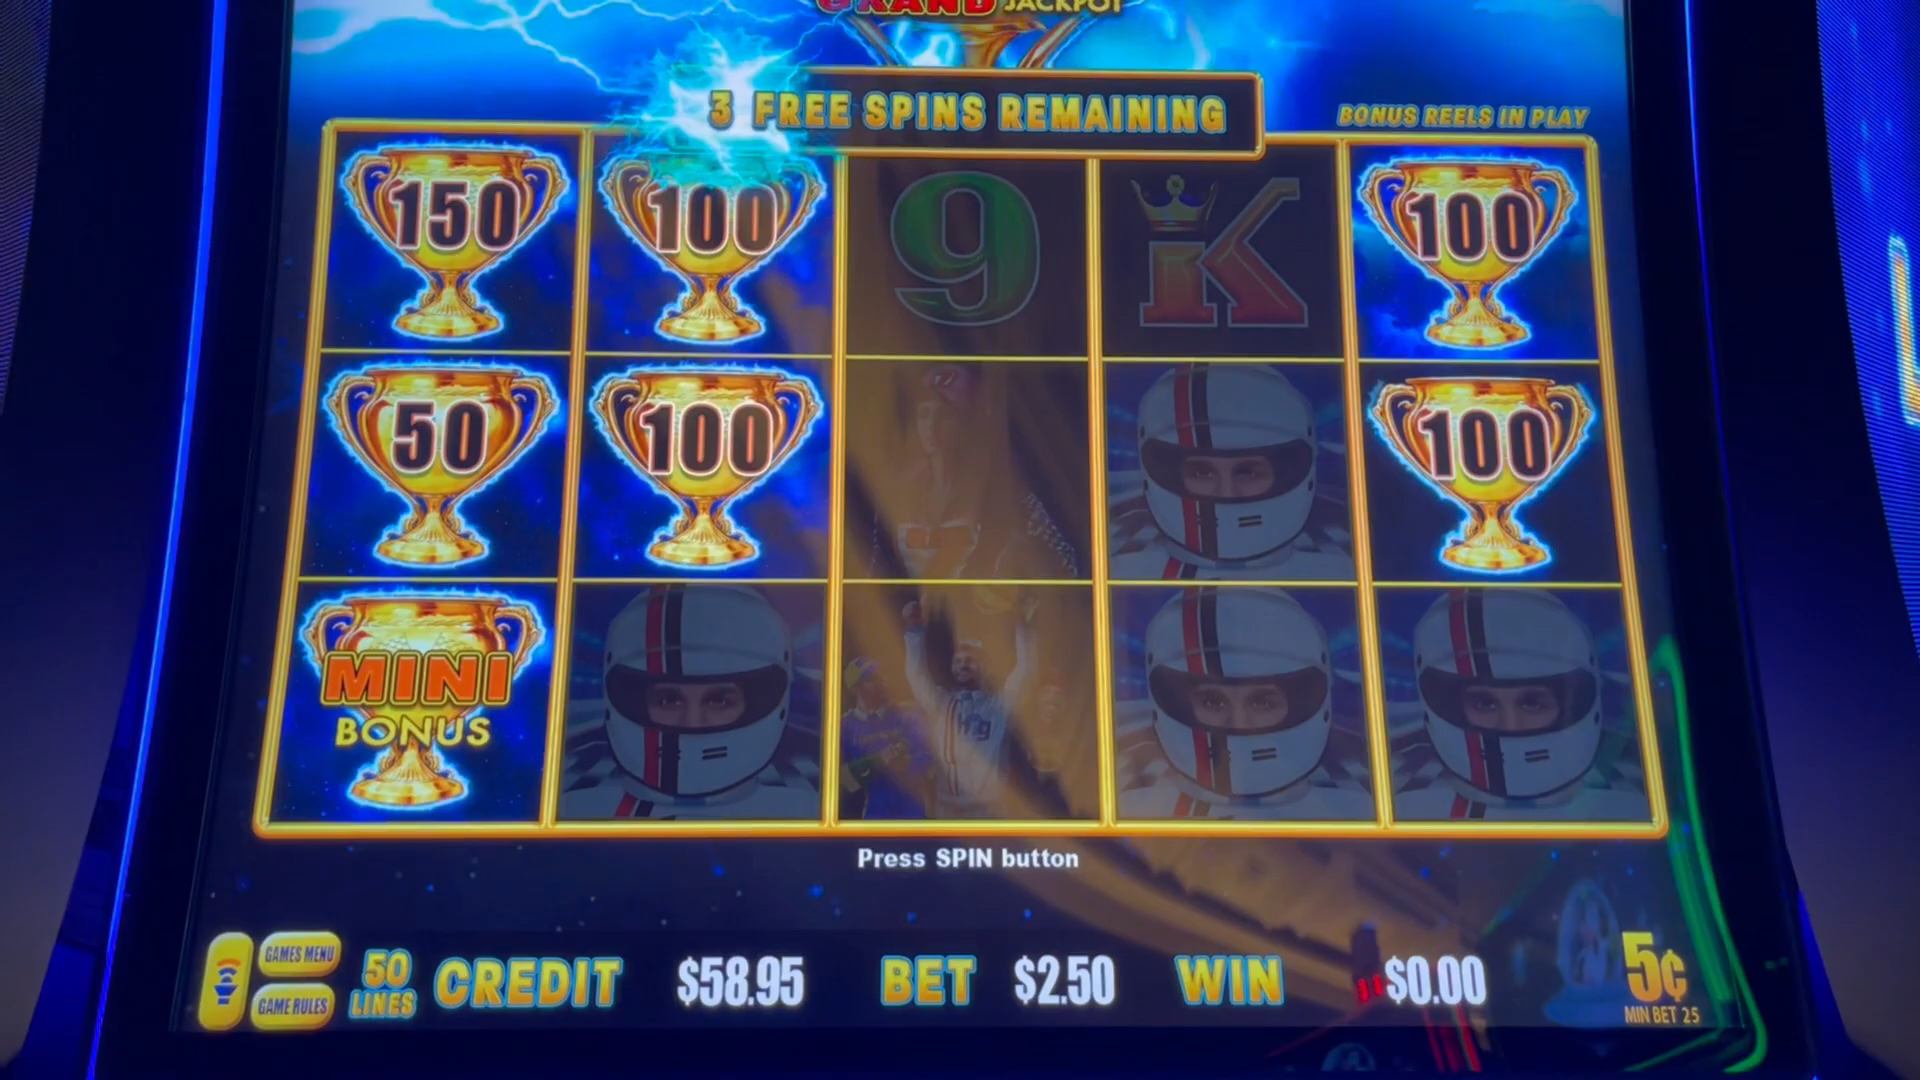 GRAND JACKPOT
3 FREE SPINS REMAINING
BONUS REELS IN PLAY
150
100
9
K
100
50
100
100
MINI
BONUS
Press SPIN button
GAMES MENU
GAME RULES
50
LINES
CREDIT $58.95
BET $2.50
WIN $0.00
5¢
MIN BET 25